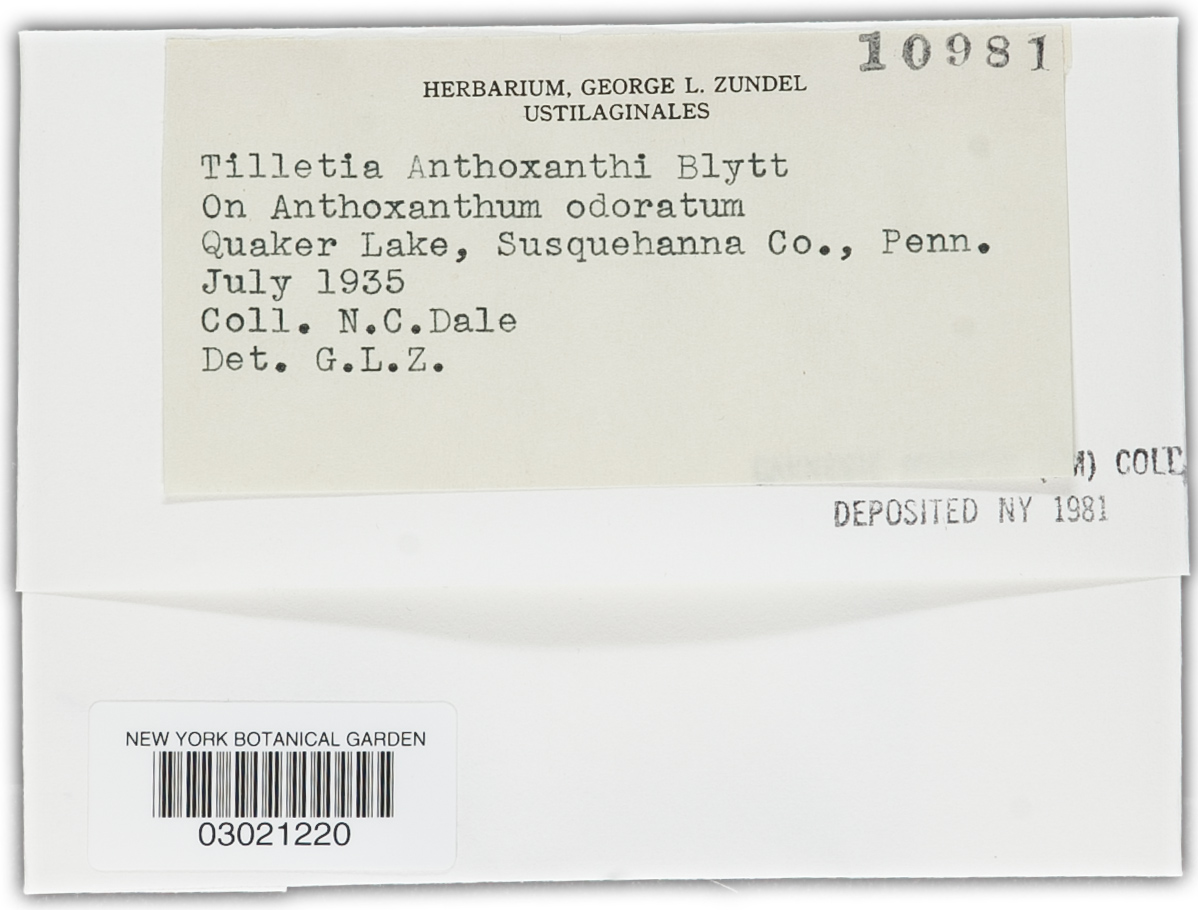 10981
HERBARIUM, GEORGE L. ZUNDEL
USTILAGINALES
Tilletia Anthoxanthi Blytt
On Anthoxanthum odoratum
Quaker Lake, Susquehanna Co., Penn.
July 1935
Coll. N.C.Dale
Det. G.L.Z.
M) COLL
DEPOSITED NY 1981
NEW YORK BOTANICAL GARDEN
03021220